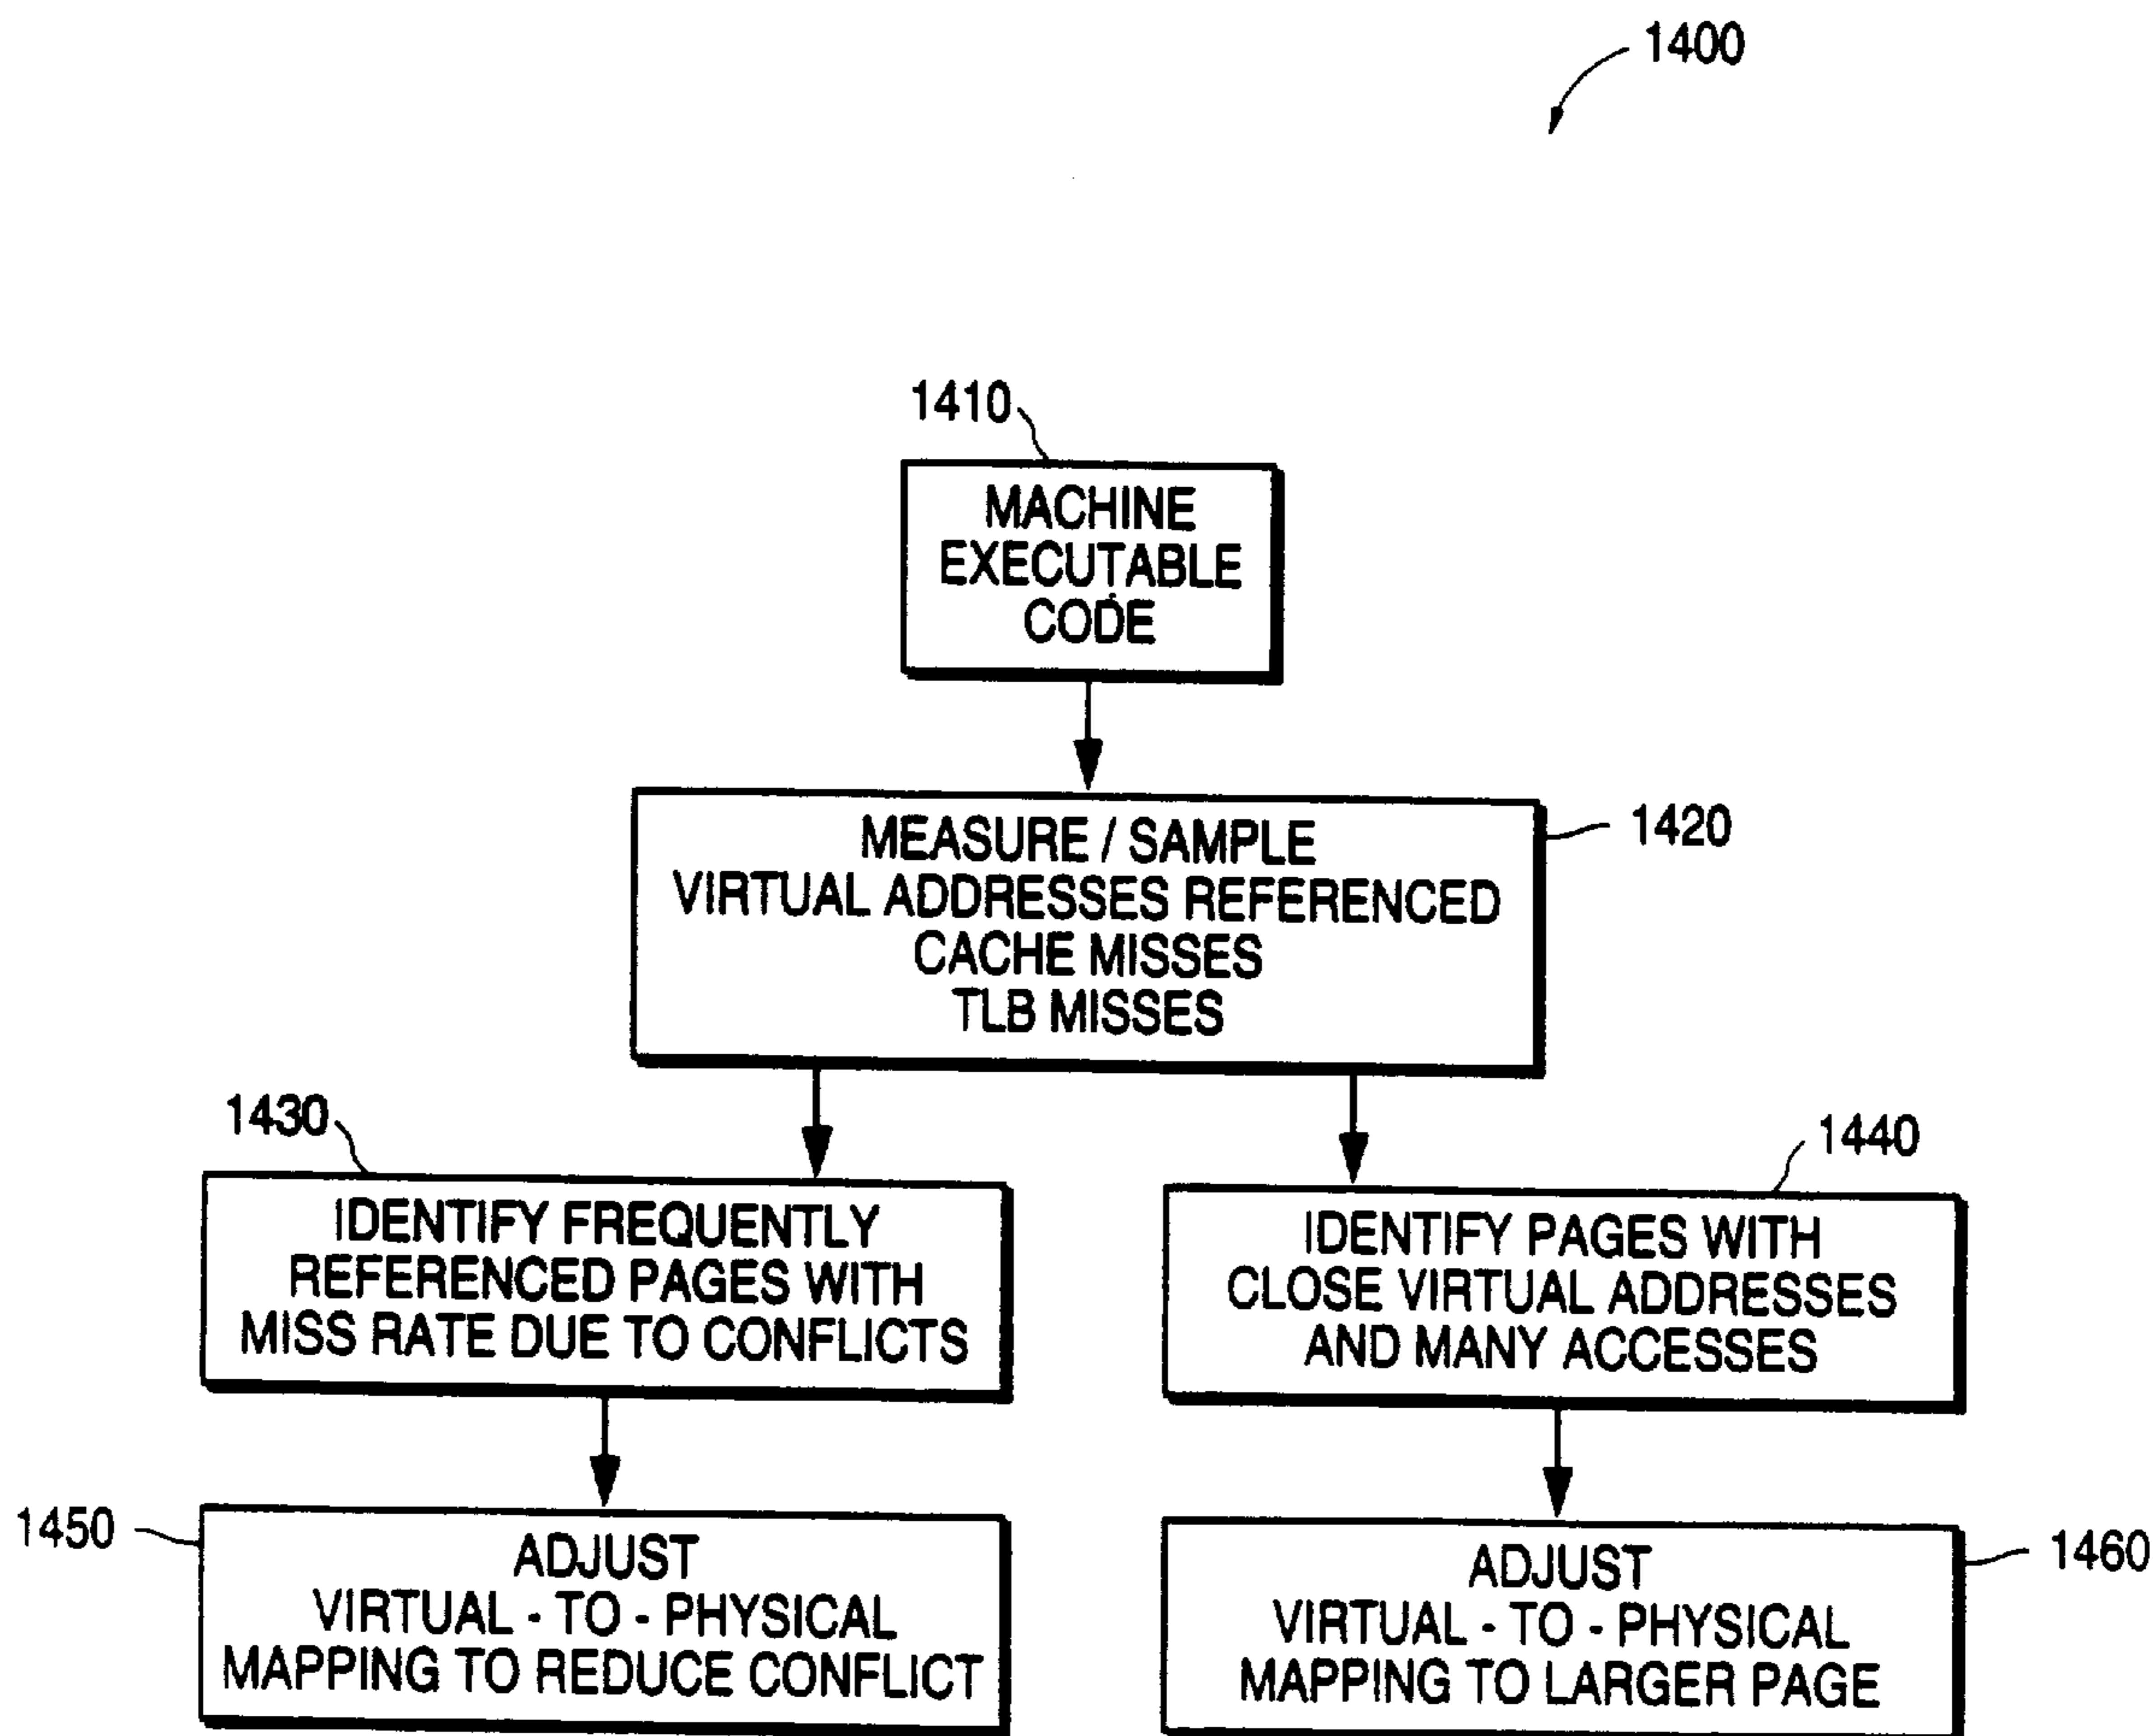 1400
1410
MACHINE
EXECUTABLE
CODE
MEASURE / SAMPLE
VIRTUAL ADDRESSES REFERENCED
CACHE MISSES
TLB MISSES
1420
1430
IDENTIFY FREQUENTLY
REFERENCED PAGES WITH
MISS RATE DUE TO CONFLICTS
1440
IDENTIFY PAGES WITH
CLOSE VIRTUAL ADDRESSES
AND MANY ACCESSES
1450
ADJUST
VIRTUAL - TO - PHYSICAL
MAPPING TO REDUCE CONFLICT
ADJUST
VIRTUAL - TO - PHYSICAL
MAPPING TO LARGER PAGE
1460